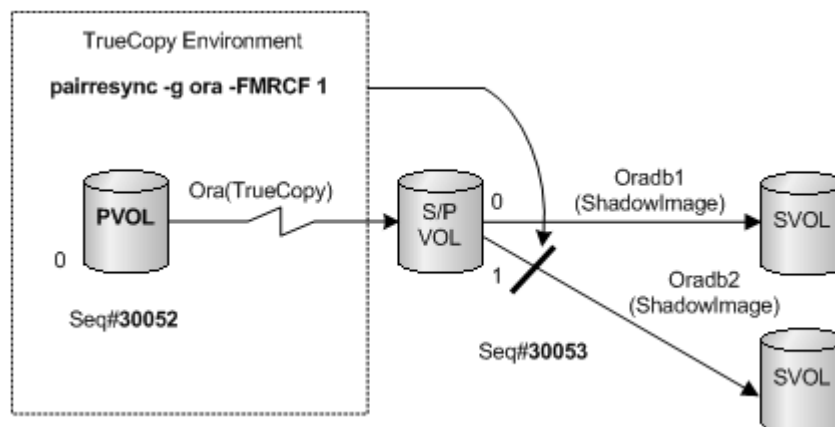 TrueCopy Environment
pairresync -g ora -FMRCF 1
PVOL
0
Seq#30052
Ora(TrueCopy)
S/P
VOL
0
1
Seq#30053
Oradb1
(ShadowImage)
SVOL
Oradb2
(ShadowImage)
SVOL